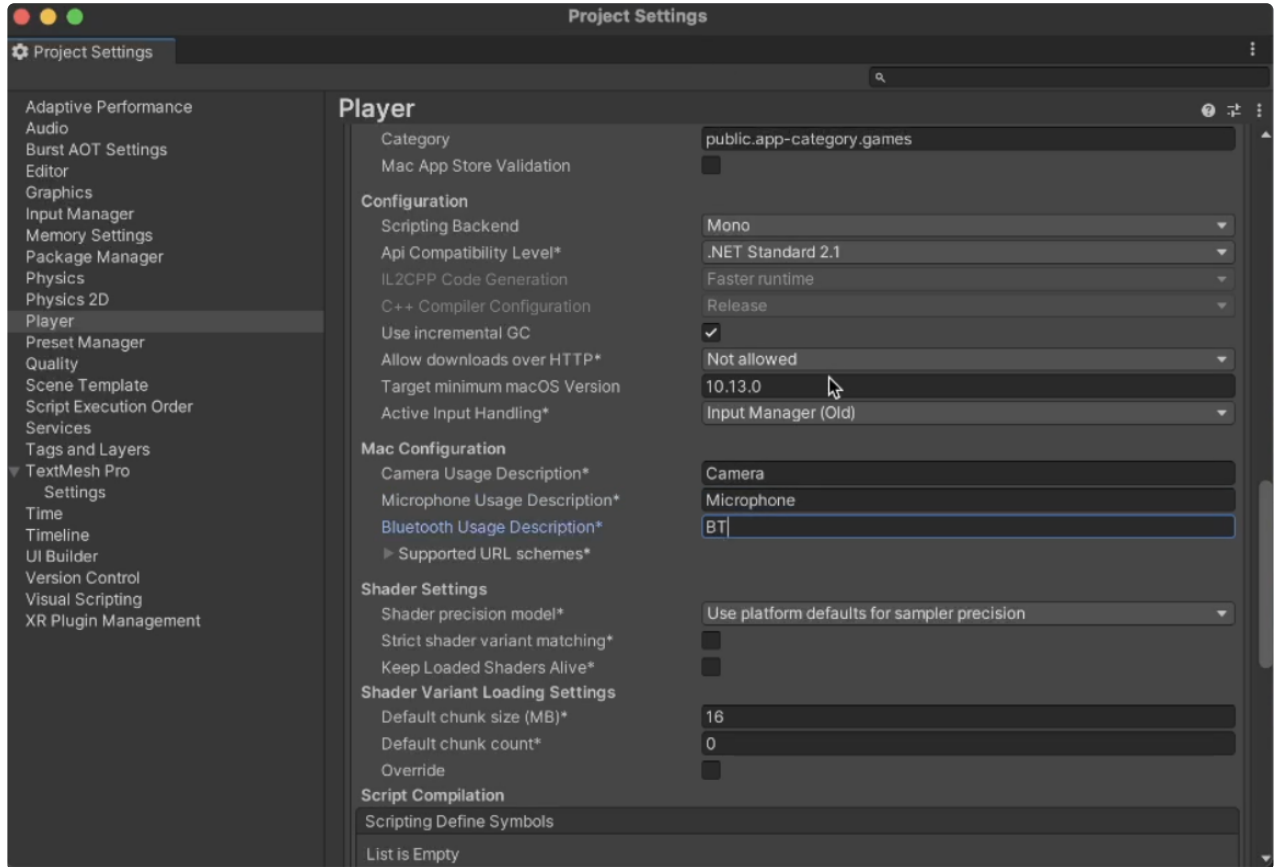 Project Settings
Project Settings
Adaptive Performance
Audio
Burst AOT Settings
Editor
Graphics
Input Manager
Memory Settings
Package Manager
Physics
Physics 2D
Player
Preset Manager
Quality
Scene Template
Script Execution Order
Services
Tags and Layers
TextMesh Pro
Settings
Time
Timeline
UI Builder
Version Control
Visual Scripting
XR Plugin Management
Player
Category public.app-category.games
Mac App Store Validation
Configuration
Scripting Backend Mono
Api Compatibility Level* .NET Standard 2.1
IL2CPP Code Generation Faster runtime
C++ Compiler Configuration Release
Use incremental GC
Allow downloads over HTTP* Not allowed
Target minimum macOS Version 10.13.0
Active Input Handling* Input Manager (Old)
Mac Configuration
Camera Usage Description* Camera
Microphone Usage Description* Microphone
Bluetooth Usage Description* BT
Supported URL schemes*
Shader Settings
Shader precision model* Use platform defaults for sampler precision
Strict shader variant matching*
Keep Loaded Shaders Alive*
Shader Variant Loading Settings
Default chunk size (MB)* 16
Default chunk count* 0
Override
Script Compilation
Scripting Define Symbols
List is Empty